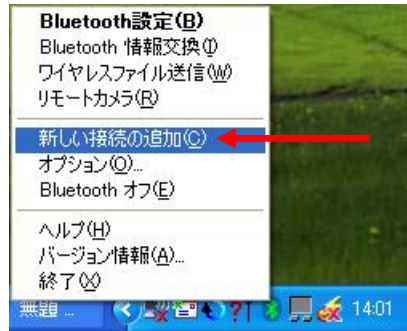 Bluetooth設定(B)
Bluetooth 情報交換(I)
ワイヤレスファイル送信(W)
リモートカメラ(R)
新しい接続の追加(C)
オプション(O)...
Bluetooth オフ(E)
ヘルプ(H)
バージョン情報(A)...
終了(X)
無題 ...
14:01